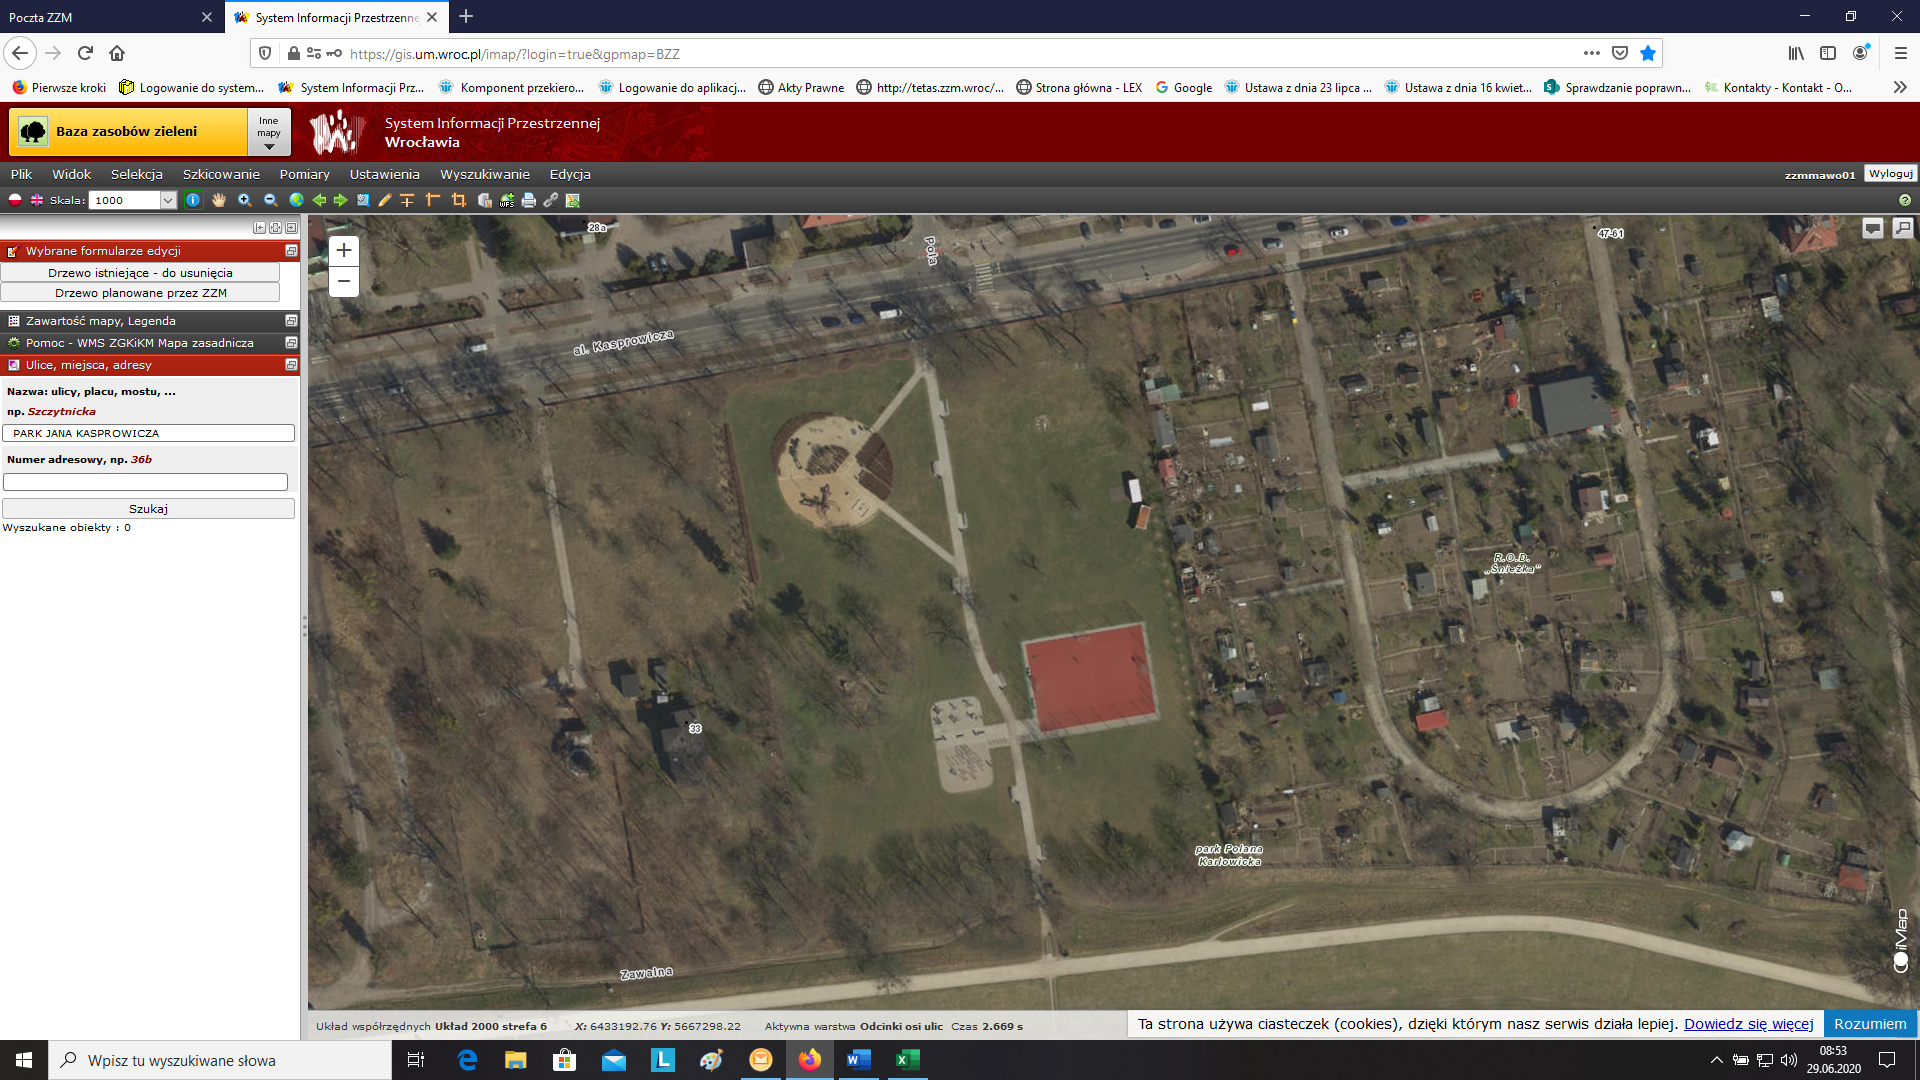 Poczta ZZM
System Informacji Przestrzenne
https://gis.um.wroc.pl/imap/?login=true&gpmap=BZZ
Pierwsze kroki
Logowanie do system...
System Informacji Prz...
Komponent przekiero...
Logowanie do aplikacj...
Akty Prawne
http://tetas.zzm.wroc/...
Strona główna - LEX
Google
Ustawa z dnia 23 lipca ...
Ustawa z dnia 16 kwiet...
Sprawdzanie poprawn...
Kontakty - Kontakt - O...
Baza zasobów zieleni
Inne
mapy
System Informacji Przestrzennej
Wrocławia
Plik Widok Selekcja Szkicowanie Pomiary Ustawienia Wyszukiwanie Edycja
zzmmawo01 Wyloguj
Skala: 1000
WFS
Wybrane formularze edycji
Drzewo istniejące - do usunięcia
Drzewo planowane przez ZZM
Zawartość mapy, Legenda
Pomoc - WMS ZGKiKM Mapa zasadnicza
Ulice, miejsca, adresy
Nazwa: ulicy, placu, mostu, ...
np. Szczytnicka
PARK JANA KASPROWICZA
Numer adresowy, np. 36b
Szukaj
Wyszukane obiekty : 0
+
−
28a
Pola
47-61
al. Kasprowicza
R.O.D.
„Śnieżka"
33
park Polana
Karłowicka
Zawalna
iMap
Układ współrzędnych Układ 2000 strefa 6 X: 6433192.76 Y: 5667298.22 Aktywna warstwa Odcinki osi ulic Czas 2.669 s
Ta strona używa ciasteczek (cookies), dzięki którym nasz serwis działa lepiej. Dowiedz się więcej Rozumiem
Wpisz tu wyszukiwane słowa
08:53
29.06.2020